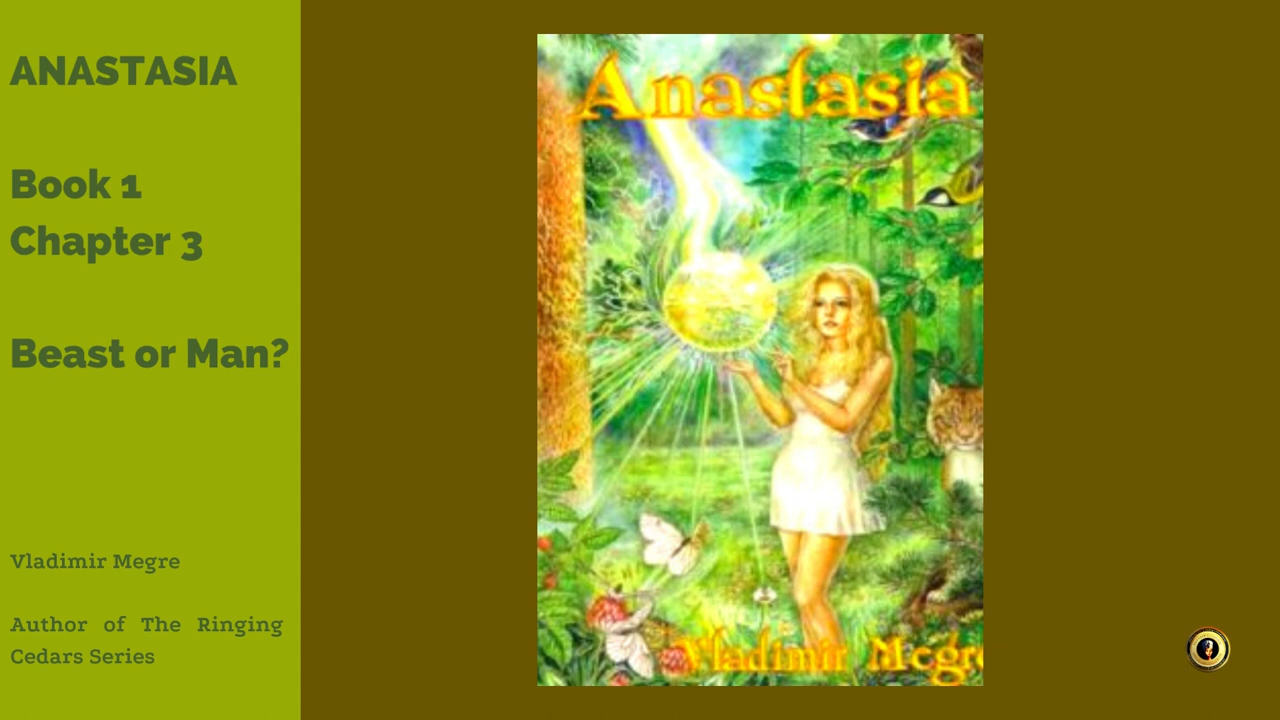 ANASTASIA
Book 1
Chapter 3
Beast or Man?
Vladimir Megre
Author of The Ringing
Cedars Series
Anastasia
Vladimir Megre